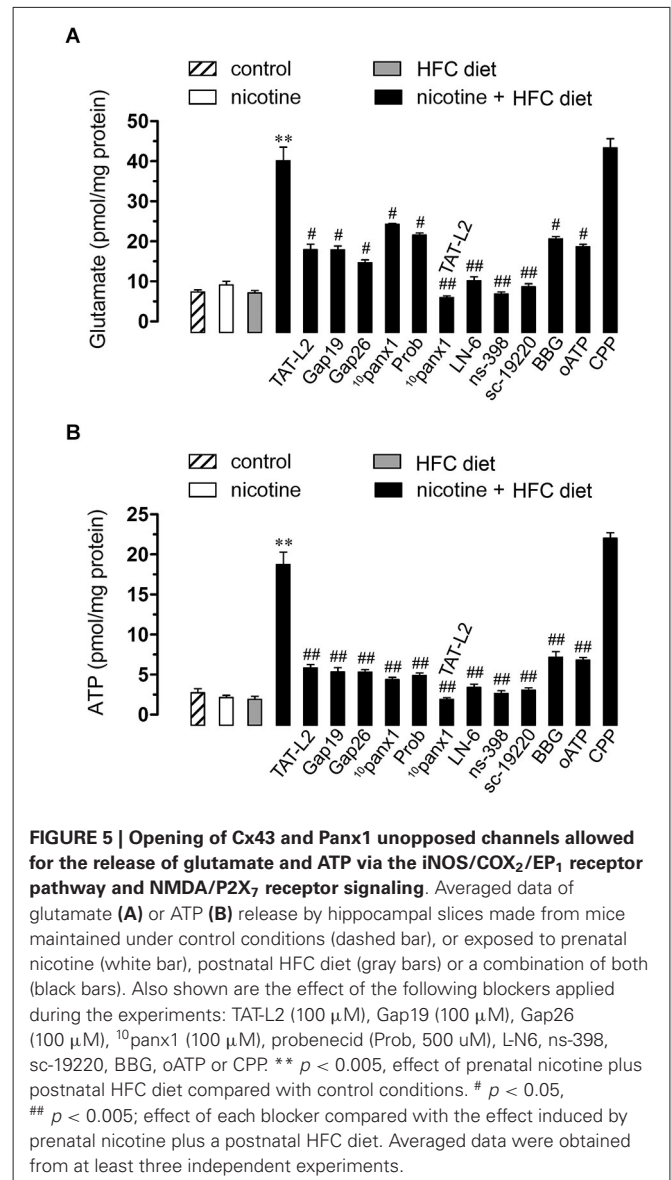 A
control
HFC diet
nicotine
nicotine + HFC diet
Glutamate (pmol/mg protein)
50
40
30
20
10
0
**
#
#
#
#
#
TAT-L2
##
##
##
##
#
#
TAT-L2
Gap19
Gap26
¹⁰panx1
Prob
¹⁰panx1
LN-6
ns-398
sc-19220
BBG
oATP
CPP
B
control
HFC diet
nicotine
nicotine + HFC diet
ATP (pmol/mg protein)
25
20
15
10
5
0
**
##
##
##
##
##
TAT-L2
##
##
##
##
##
##
TAT-L2
Gap19
Gap26
¹⁰panx1
Prob
¹⁰panx1
LN-6
ns-398
sc-19220
BBG
oATP
CPP
FIGURE 5 | Opening of Cx43 and Panx1 unopposed channels allowed
for the release of glutamate and ATP via the iNOS/COX₂/EP₁ receptor
pathway and NMDA/P2X₇ receptor signaling. Averaged data of
glutamate (A) or ATP (B) release by hippocampal slices made from mice
maintained under control conditions (dashed bar), or exposed to prenatal
nicotine (white bar), postnatal HFC diet (gray bars) or a combination of both
(black bars). Also shown are the effect of the following blockers applied
during the experiments: TAT-L2 (100 μM), Gap19 (100 μM), Gap26
(100 μM), ¹⁰panx1 (100 μM), probenecid (Prob, 500 uM), L-N6, ns-398,
sc-19220, BBG, oATP or CPP. ** p < 0.005, effect of prenatal nicotine plus
postnatal HFC diet compared with control conditions. # p < 0.05,
## p < 0.005; effect of each blocker compared with the effect induced by
prenatal nicotine plus a postnatal HFC diet. Averaged data were obtained
from at least three independent experiments.